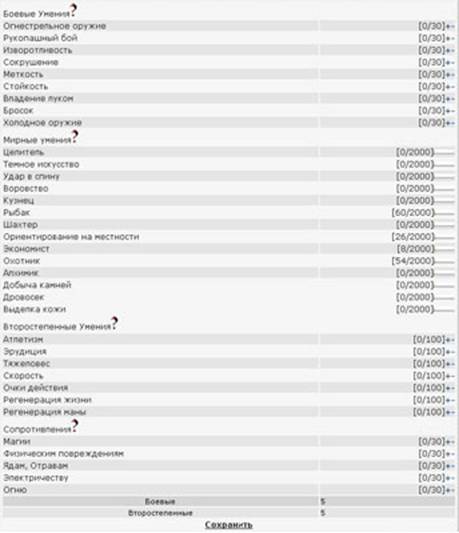 Боевые Умения?
Огнестрельное оружие [0/30]+-
Рукопашный бой [0/30]+-
Изворотливость [0/30]+-
Сокрушение [0/30]+-
Меткость [0/30]+-
Стойкость [0/30]+-
Владение луком [0/30]+-
Бросок [0/30]+-
Холодное оружие [0/30]+-
Мирные умения?
Целитель [0/2000]
Темное искусство [0/2000]
Удар в спину [0/2000]
Воровство [0/2000]
Кузнец [0/2000]
Рыбак [60/2000]
Шахтер [0/2000]
Ориентирование на местности [26/2000]
Экономист [8/2000]
Охотник [54/2000]
Алхимик [0/2000]
Добыча камней [0/2000]
Дровосек [0/2000]
Выделка кожи [0/2000]
Второстепенные Умения?
Атлетизм [0/100]+-
Эрудиция [0/100]+-
Тяжеловес [0/100]+-
Скорость [0/100]+-
Очки действия [0/100]+-
Регенерация жизни [0/100]+-
Регенерация маны [0/100]+-
Сопротивления?
Магии [0/30]+-
Физическим повреждениям [0/30]+-
Ядам, Отравам [0/30]+-
Электричеству [0/30]+-
Огню [0/30]+-
Боевые 5
Второстепенные 5
Сохранить